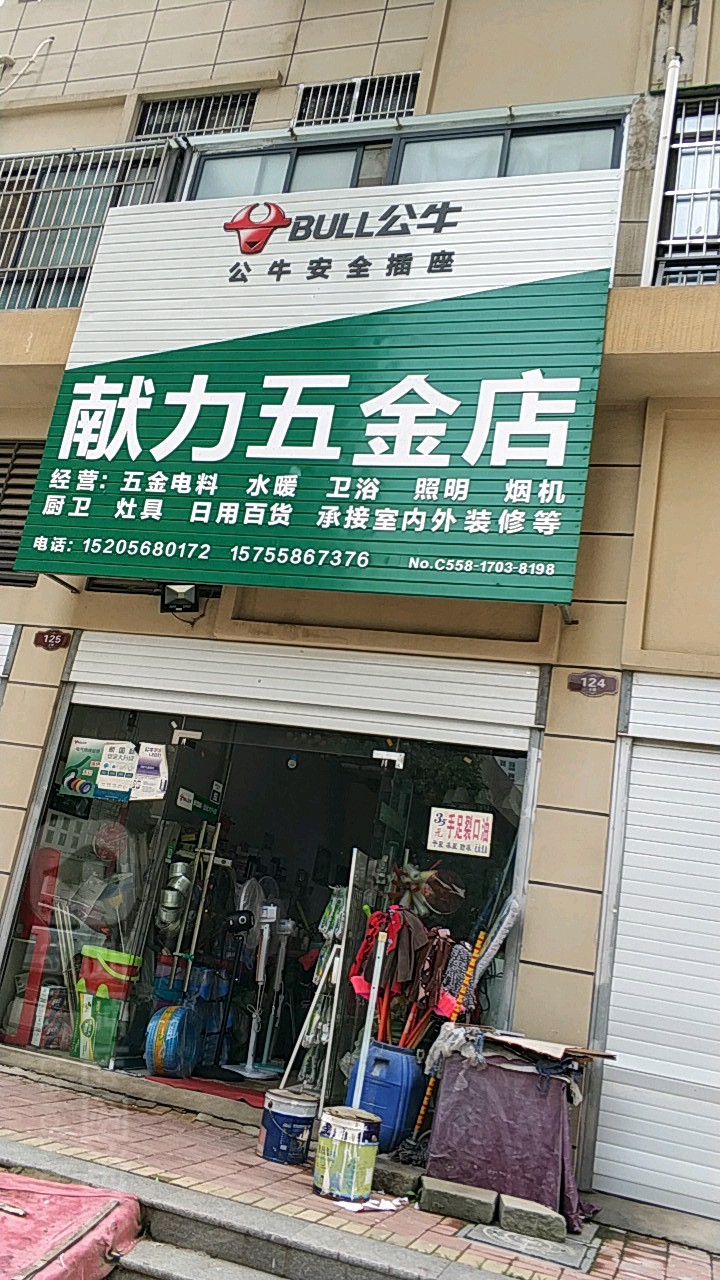 BULL公牛
公牛安全插座
献力五金店
经营：五金电料 水暖 卫浴 照明 烟机
厨卫 灶具 日用百货 承接室内外装修等
电话：15205680172 15755867376 No.C558-1703-8198
125
124
3.5元 手足裂口油